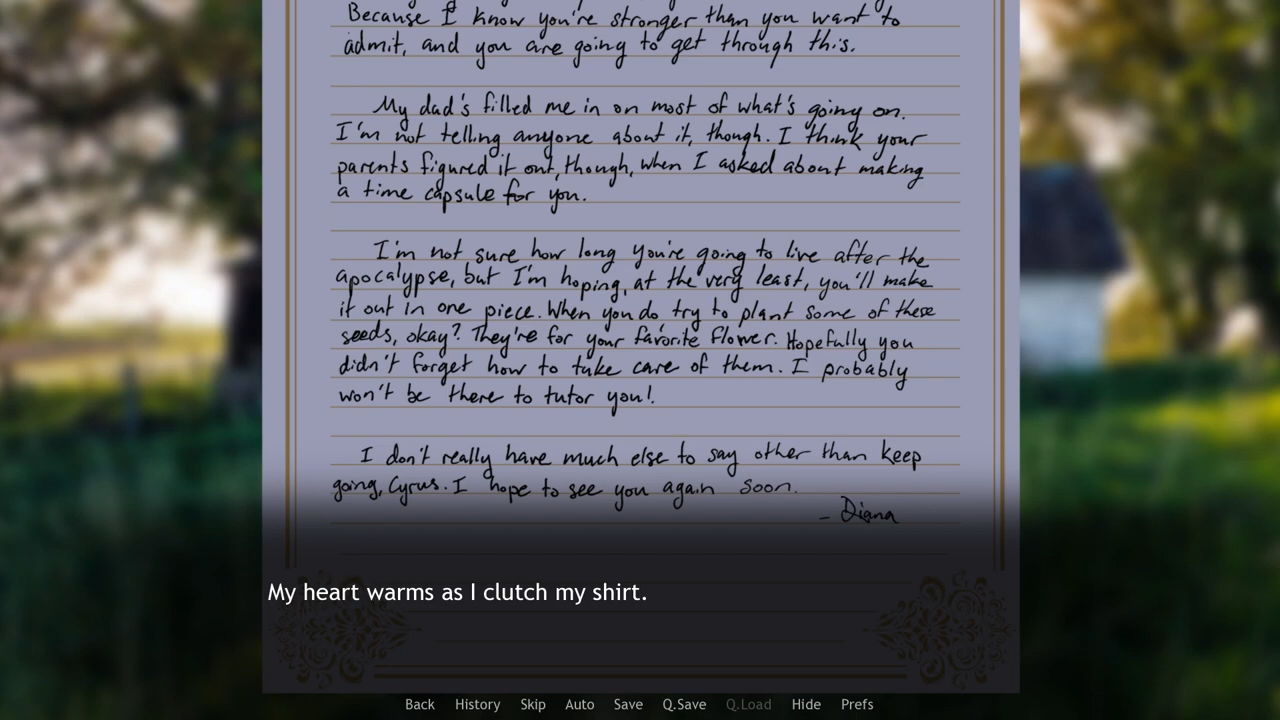 Because I know you're stronger than you want to
admit, and you are going to get through this.
My dad's filled me in on most of what's going on.
I'm not telling anyone about it, though. I think your
parents figured it out, though, when I asked about making
a time capsule for you.
I'm not sure how long you're going to live after the
apocalypse, but I'm hoping, at the very least, you'll make
it out in one piece. When you do try to plant some of these
seeds, okay? They're for your favorite flower. Hopefully you
didn't forget how to take care of them. I probably
won't be there to tutor you!
I don't really have much else to say other than keep
going, Cyrus. I hope to see you again soon.
- Diana
My heart warms as I clutch my shirt.
Back History Skip Auto Save Q.Save Q.Load Hide Prefs